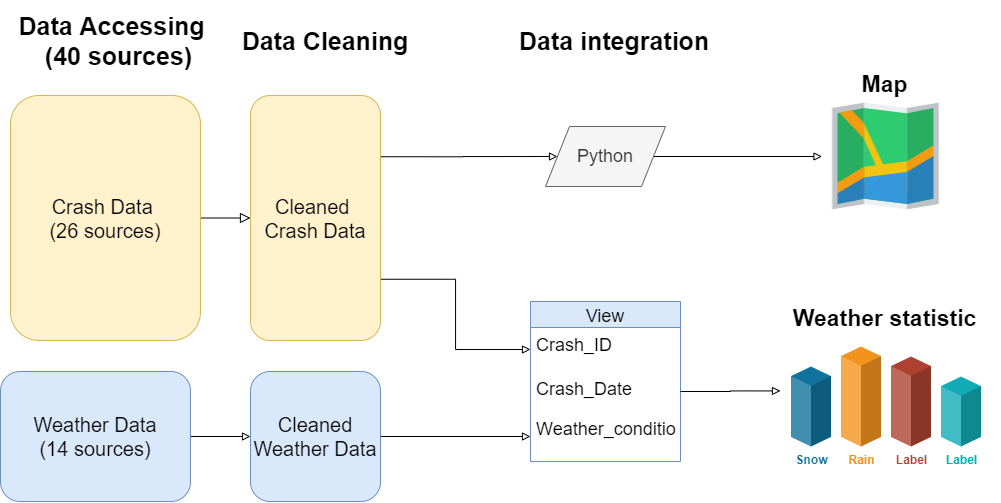 Data Accessing
(40 sources)
Data Cleaning
Data integration
Map
Crash Data
(26 sources)
Cleaned
Crash Data
Python
View
Crash_ID
Crash_Date
Weather_conditio
Weather statistic
Snow
Rain
Label
Label
Weather Data
(14 sources)
Cleaned
Weather Data